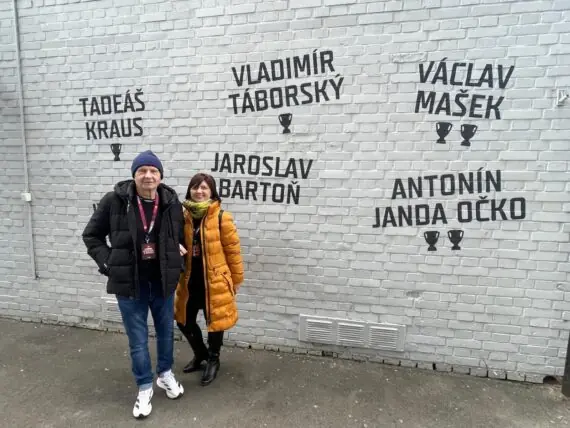 TADEÁŠ
KRAUS
VLADIMÍR
TÁBORSKÝ
VÁCLAV
MAŠEK
JAROSLAV
BARTOŇ
ANTONÍN
JANDA OČKO